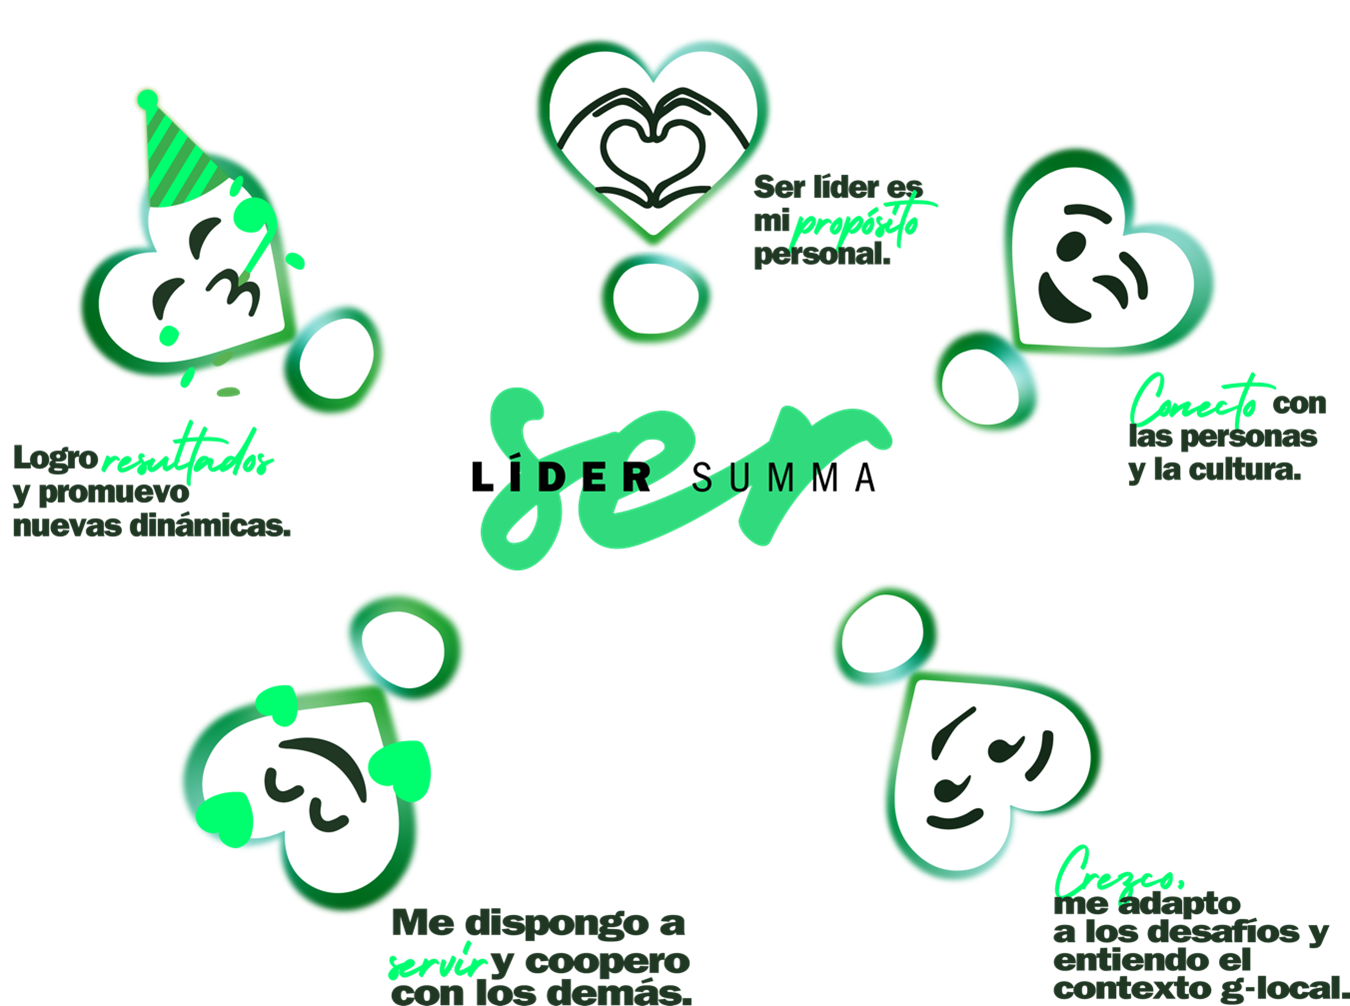 Ser líder es
mi propósito
personal.
Conecto con
las personas
y la cultura.
Logro resultados
y promuevo
nuevas dinámicas.
ser
LÍDER SUMMA
Me dispongo a
servir y coopero
con los demás.
Crezco,
me adapto
a los desafíos y
entiendo el
contexto g-local.